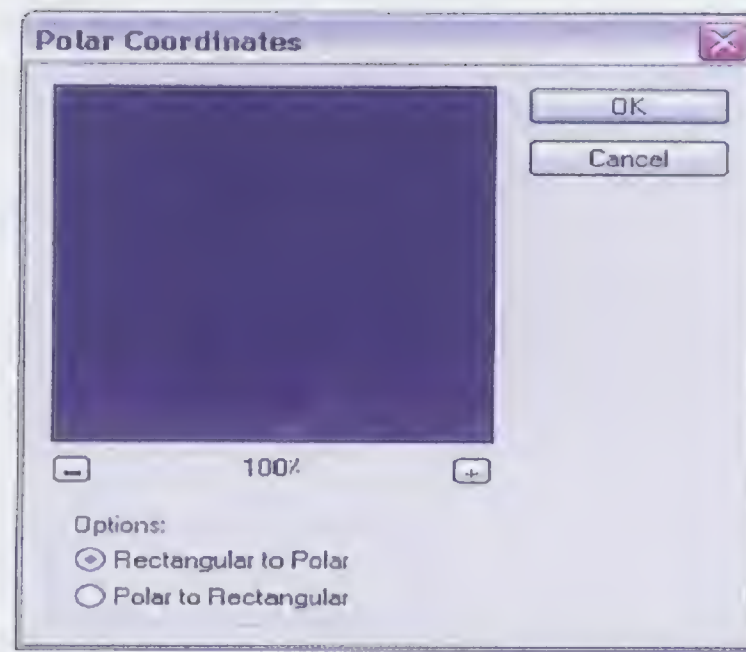 Polar Coordinates
OK
Cancel
100%
Options:
Rectangular to Polar
Polar to Rectangular